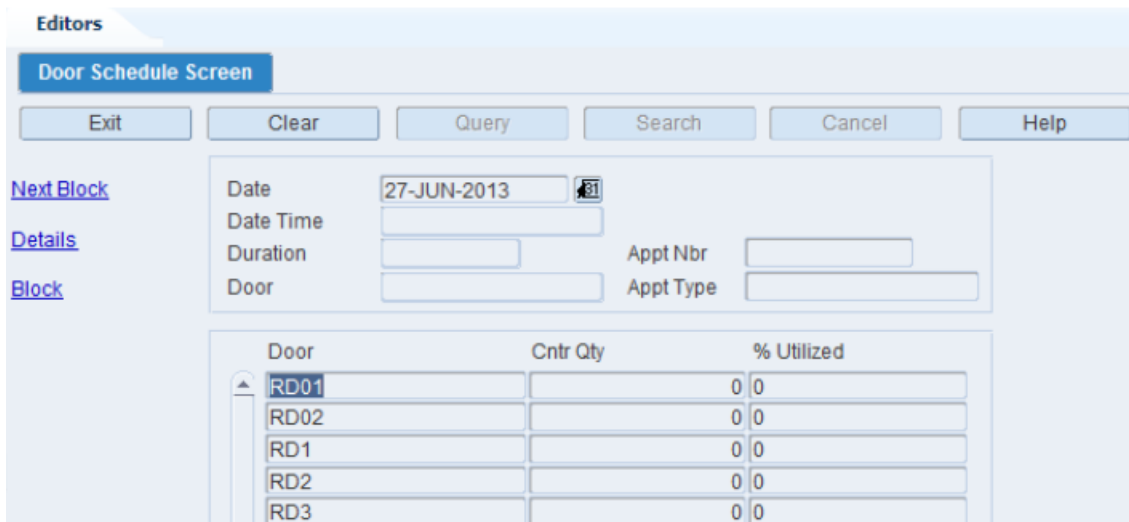 Editors
Door Schedule Screen
Exit Clear Query Search Cancel Help
Next Block
Details
Block
Date 27-JUN-2013 31
Date Time
Duration Appt Nbr
Door Appt Type
Door Cntr Qty % Utilized
RD01 0 0
RD02 0 0
RD1 0 0
RD2 0 0
RD3 0 0